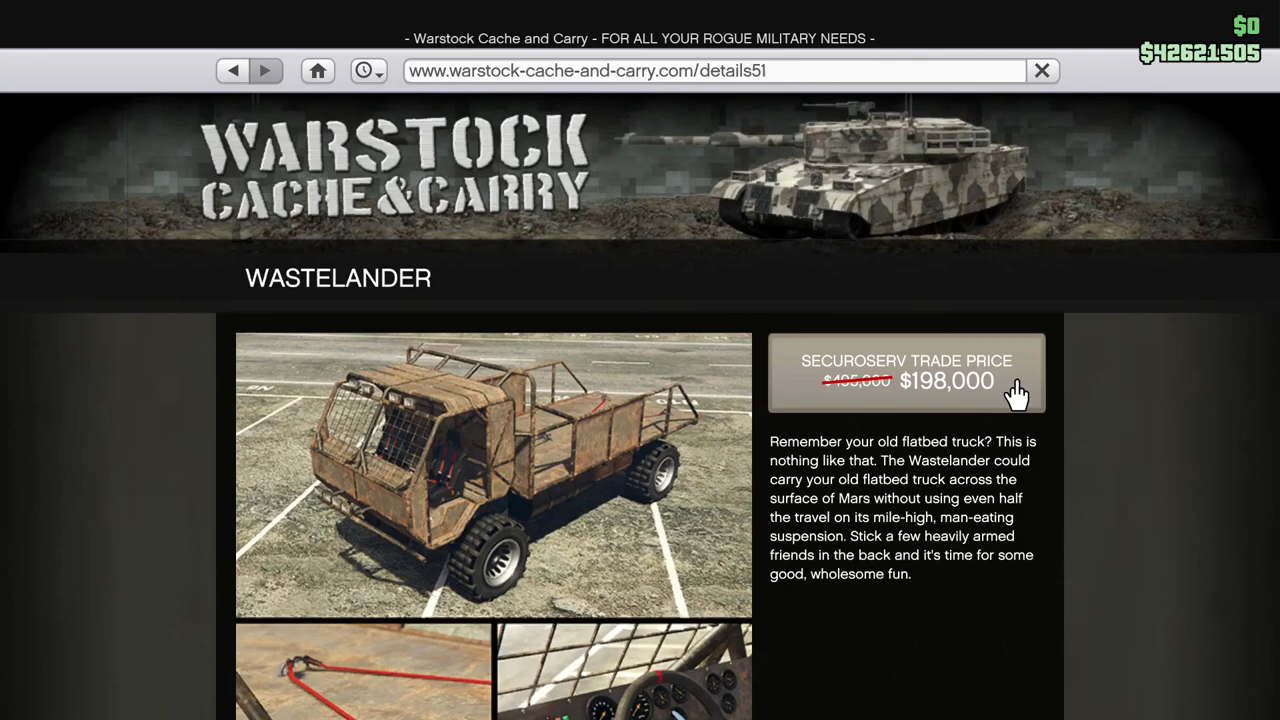 - Warstock Cache and Carry - FOR ALL YOUR ROGUE MILITARY NEEDS -
$0
$42621505
www.warstock-cache-and-carry.com/details51
WARSTOCK
CACHE&CARRY
WASTELANDER
SECUROSERV TRADE PRICE
$495,000 $198,000
Remember your old flatbed truck? This is
nothing like that. The Wastelander could
carry your old flatbed truck across the
surface of Mars without using even half
the travel on its mile-high, man-eating
suspension. Stick a few heavily armed
friends in the back and it's time for some
good, wholesome fun.